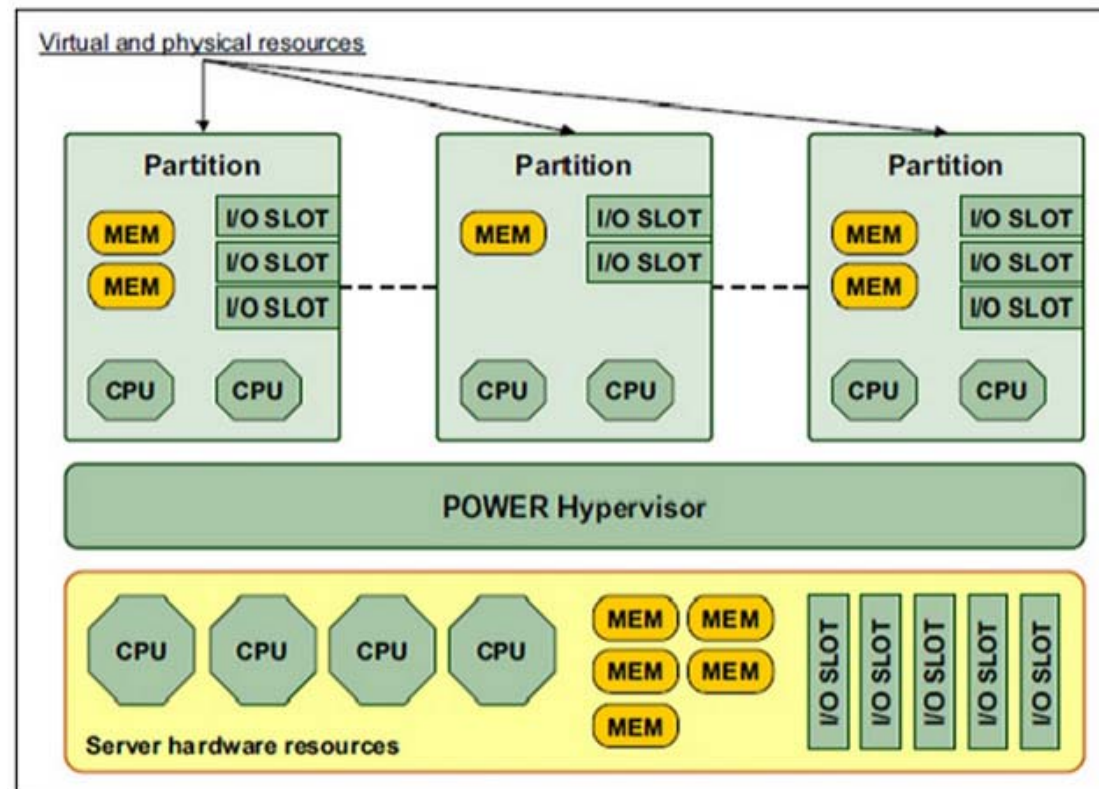 Virtual and physical resources
Partition
MEM
MEM
I/O SLOT
I/O SLOT
I/O SLOT
CPU
CPU
Partition
MEM
I/O SLOT
I/O SLOT
CPU
CPU
Partition
MEM
MEM
I/O SLOT
I/O SLOT
I/O SLOT
CPU
CPU
POWER Hypervisor
CPU
CPU
CPU
CPU
MEM
MEM
MEM
MEM
MEM
I/O SLOT
I/O SLOT
I/O SLOT
I/O SLOT
I/O SLOT
Server hardware resources